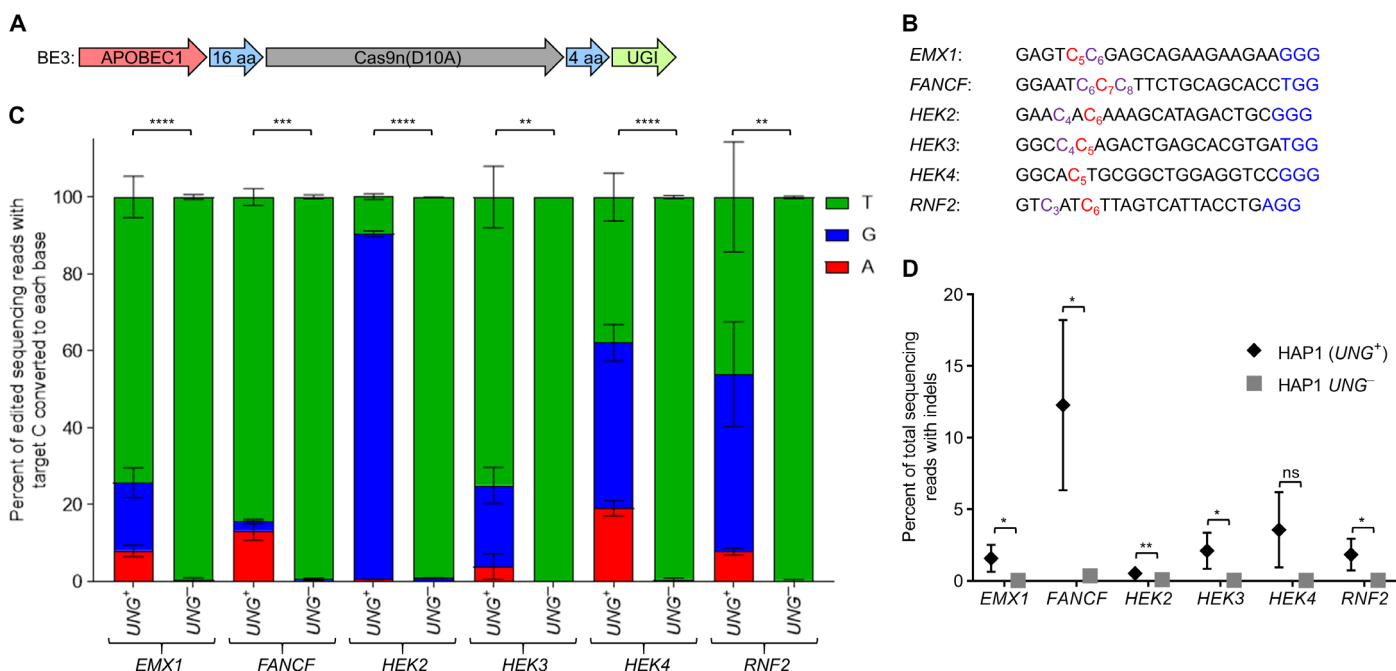 A
BE3: APOBEC1 16 aa Cas9n(D10A) 4 aa UGI
B
EMX1: GAGTC5C6GAGCAGAAGAAGAAGGG
FANCF: GGAATC6C7C8TTCTGCAGCACCTGG
HEK2: GAAC4AC6AAAGCATAGACTGCGGG
HEK3: GGCC4C5AGACTGAGCACGTGATGG
HEK4: GGCAC5TGCGGCTGGAGGTCCGGG
RNF2: GTC3ATC6TTAGTCATTACCTGAGG
C
Percent of edited sequencing reads with
target C converted to each base
**** *** **** ** **** **
100
80
60
40
20
0
T
G
A
UNG+ UNG− UNG+ UNG− UNG+ UNG− UNG+ UNG− UNG+ UNG− UNG+ UNG−
EMX1 FANCF HEK2 HEK3 HEK4 RNF2
D
Percent of total sequencing
reads with indels
20
15
10
5
0
* * ** * ns *
HAP1 (UNG+)
HAP1 UNG−
EMX1 FANCF HEK2 HEK3 HEK4 RNF2